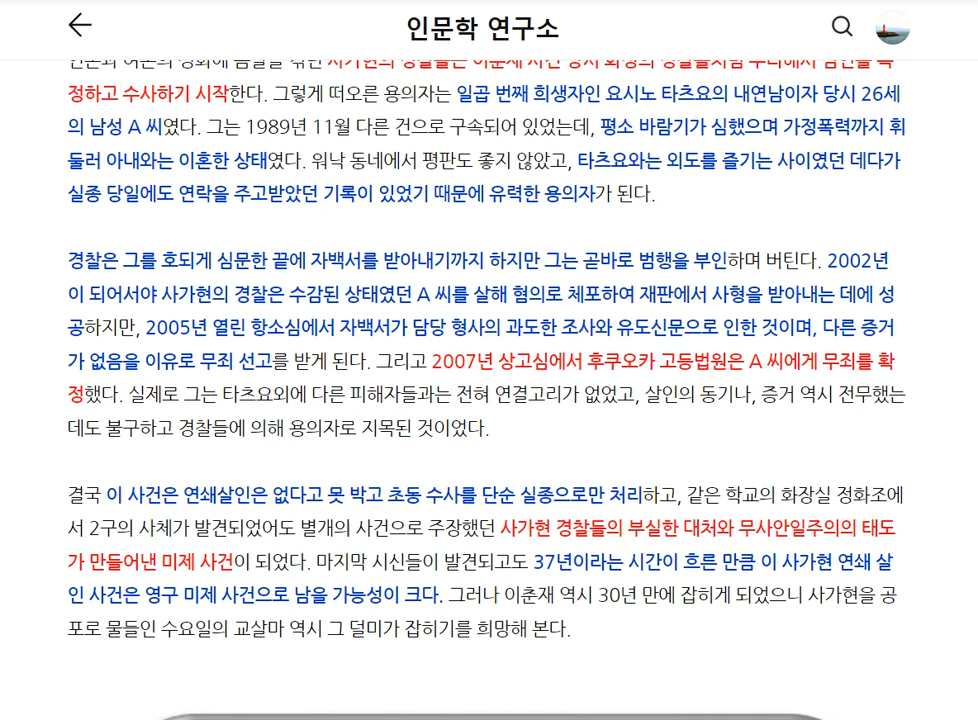 인문학 연구소
정하고 수사하기 시작한다. 그렇게 떠오른 용의자는 일곱 번째 희생자인 요시노 타츠요의 내연남이자 당시 26세
의 남성 A 씨였다. 그는 1989년 11월 다른 건으로 구속되어 있었는데, 평소 바람기가 심했으며 가정폭력까지 휘
둘러 아내와는 이혼한 상태였다. 워낙 동네에서 평판도 좋지 않았고, 타츠요와는 외도를 즐기는 사이였던 데다가
실종 당일에도 연락을 주고받았던 기록이 있었기 때문에 유력한 용의자가 된다.
경찰은 그를 호되게 심문한 끝에 자백서를 받아내기까지 하지만 그는 곧바로 범행을 부인하며 버틴다. 2002년
이 되어서야 사가현의 경찰은 수감된 상태였던 A 씨를 살해 혐의로 체포하여 재판에서 사형을 받아내는 데에 성
공하지만, 2005년 열린 항소심에서 자백서가 담당 형사의 과도한 조사와 유도신문으로 인한 것이며, 다른 증거
가 없음을 이유로 무죄 선고를 받게 된다. 그리고 2007년 상고심에서 후쿠오카 고등법원은 A 씨에게 무죄를 확
정했다. 실제로 그는 타츠요외에 다른 피해자들과는 전혀 연결고리가 없었고, 살인의 동기나, 증거 역시 전무했는
데도 불구하고 경찰들에 의해 용의자로 지목된 것이었다.
결국 이 사건은 연쇄살인은 없다고 못 박고 초동 수사를 단순 실종으로만 처리하고, 같은 학교의 화장실 정화조에
서 2구의 사체가 발견되었어도 별개의 사건으로 주장했던 사가현 경찰들의 부실한 대처와 무사안일주의의 태도
가 만들어낸 미제 사건이 되었다. 마지막 시신들이 발견되고도 37년이라는 시간이 흐른 만큼 이 사가현 연쇄 살
인 사건은 영구 미제 사건으로 남을 가능성이 크다. 그러나 이춘재 역시 30년 만에 잡히게 되었으니 사가현을 공
포로 물들인 수요일의 교살마 역시 그 덜미가 잡히기를 희망해 본다.